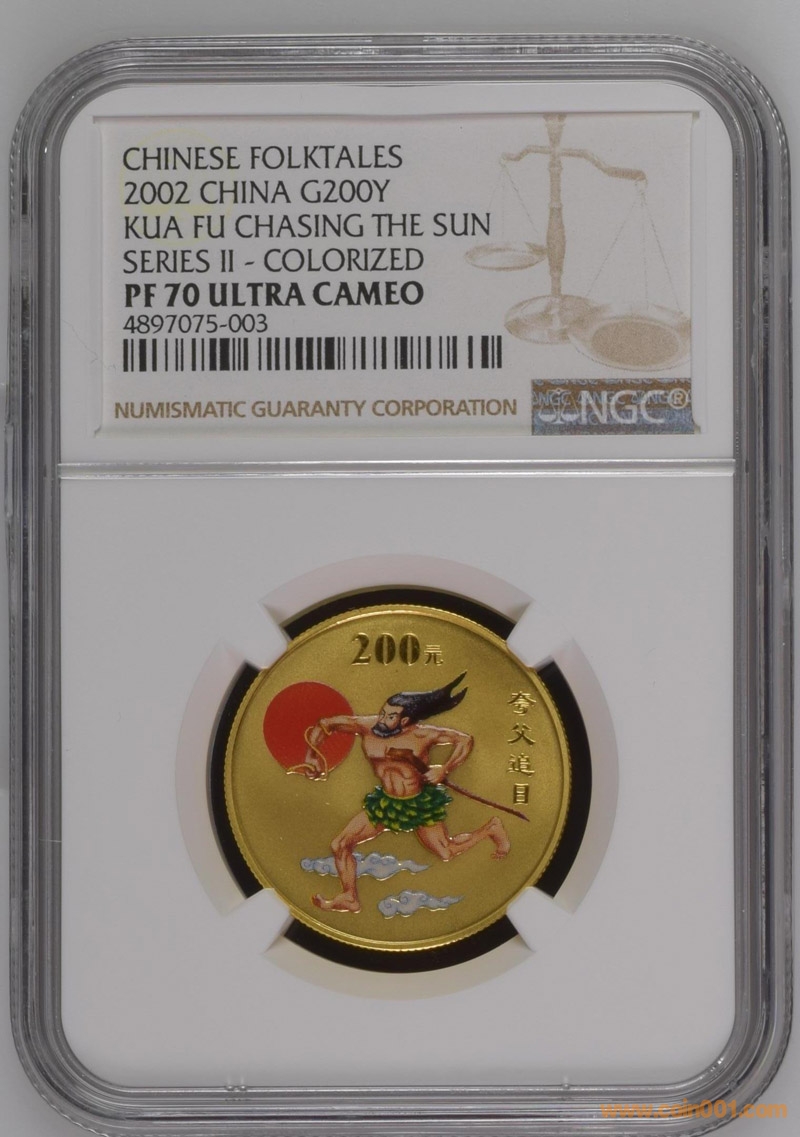 CHINESE FOLKTALES
2002 CHINA G200Y
KUA FU CHASING THE SUN
SERIES II - COLORIZED
PF 70 ULTRA CAMEO
4897075-003
NUMISMATIC GUARANTY CORPORATION
NGC®
200元
夸父追日
www.coin001.com